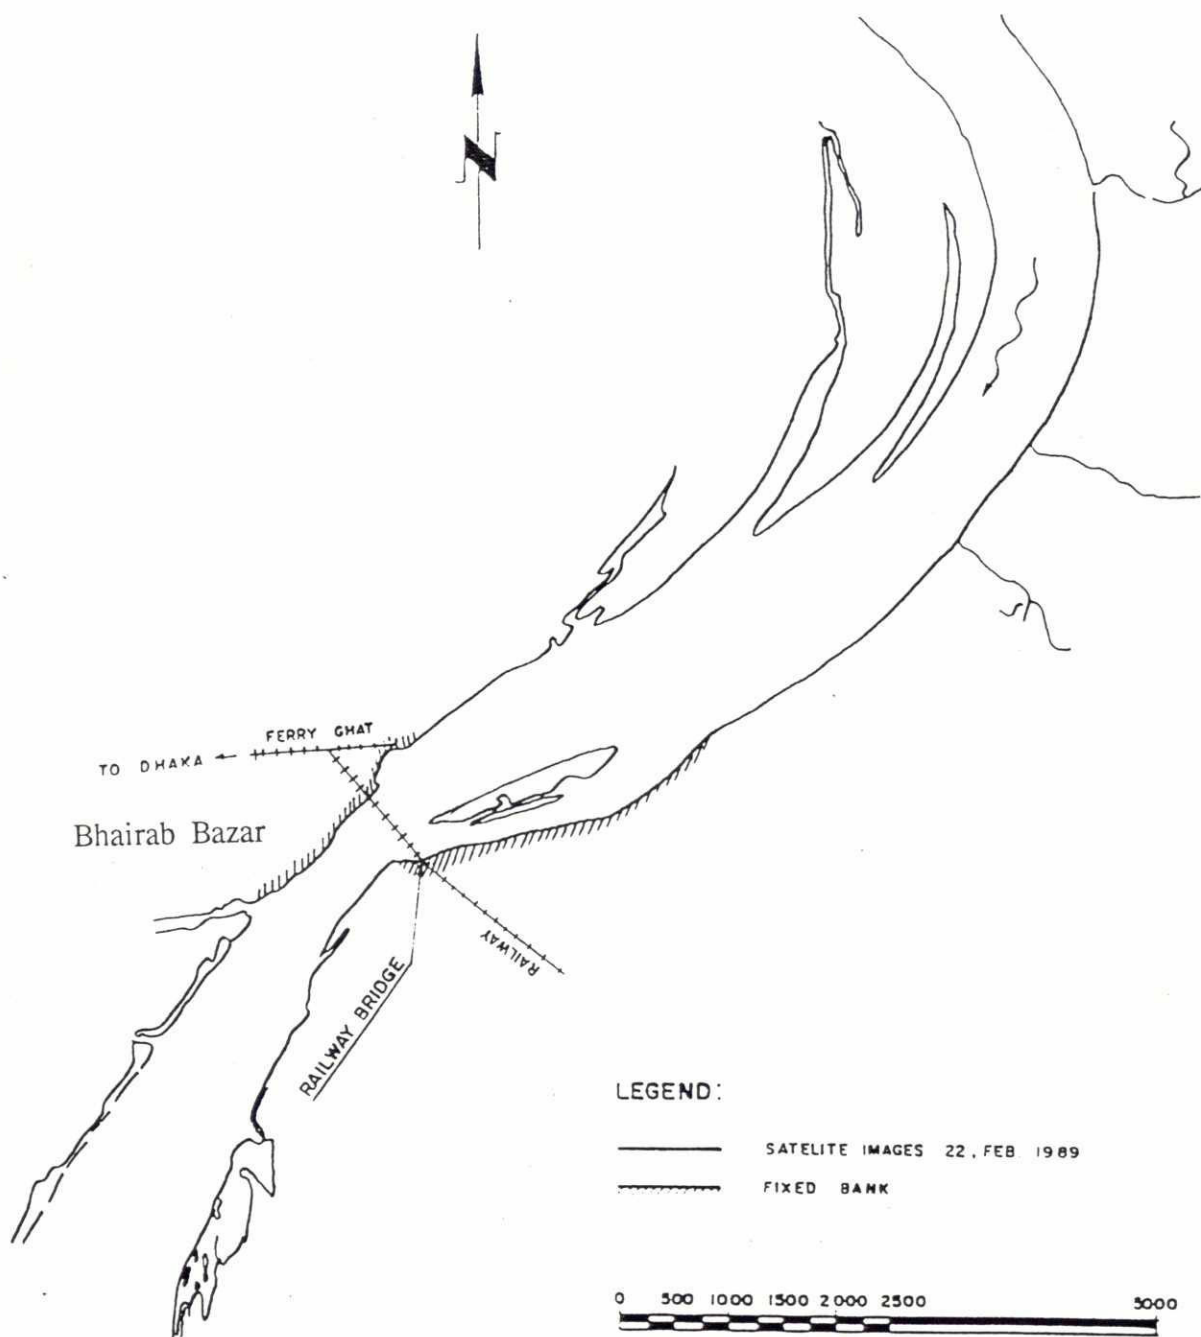 N
FERRY GHAT
TO DHAKA
Bhairab Bazar
RAILWAY
RAILWAY BRIDGE
LEGEND:
SATELITE IMAGES 22, FEB 1989
FIXED BANK
0 500 1000 1500 2000 2500 5000